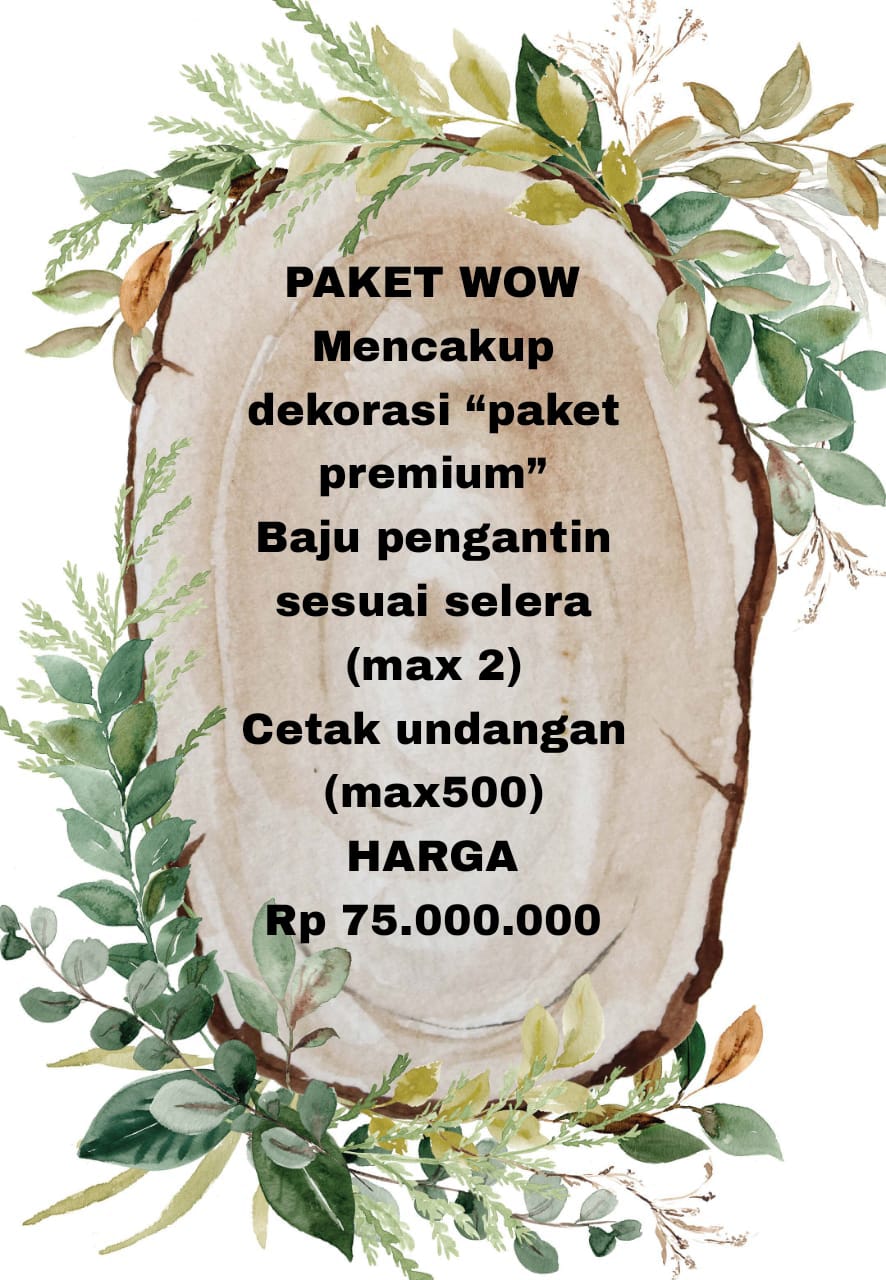 PAKET WOW
Mencakup
dekorasi “paket
premium”
Baju pengantin
sesuai selera
(max 2)
Cetak undangan
(max500)
HARGA
Rp 75.000.000